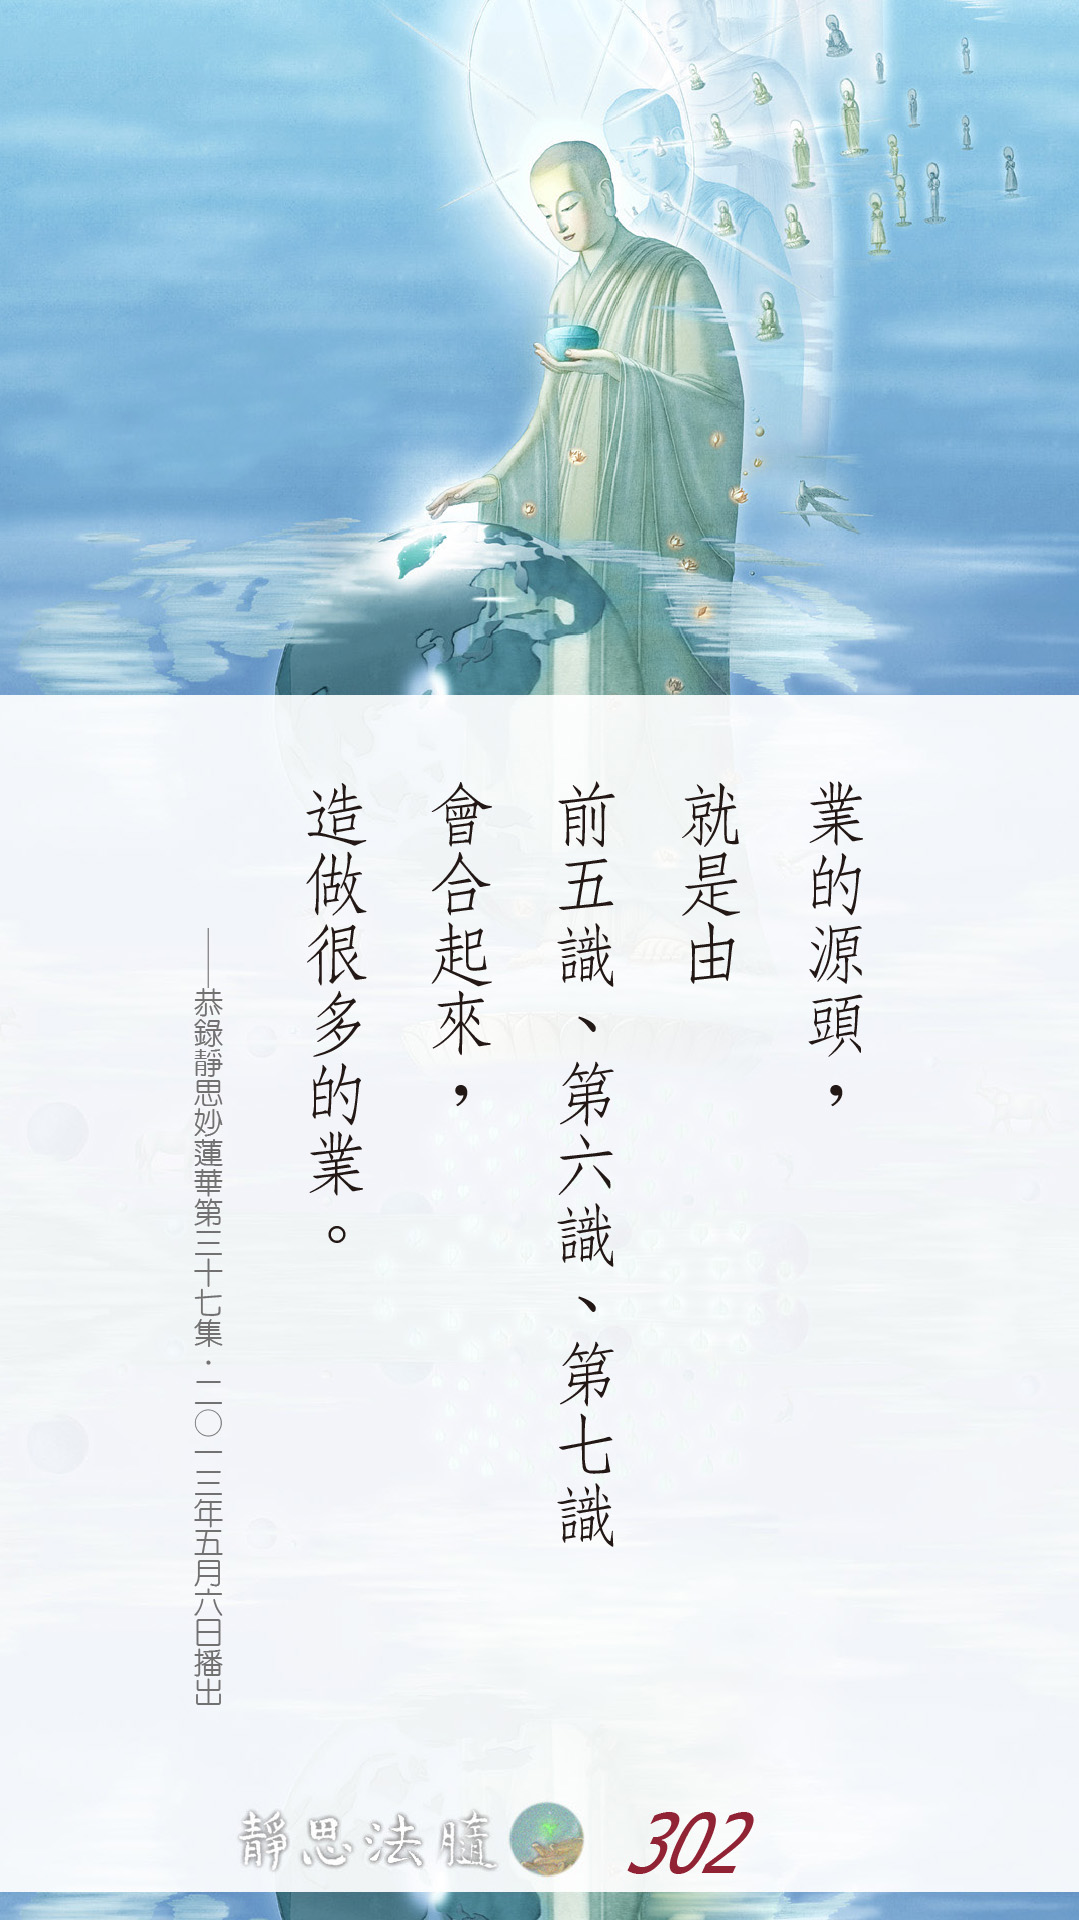 業的源頭，
就是由
前五識、第六識、第七識
會合起來，
造做很多的業。
——恭錄靜思妙蓮華第三十七集．二〇一三年五月六日播出
靜思法髓
302